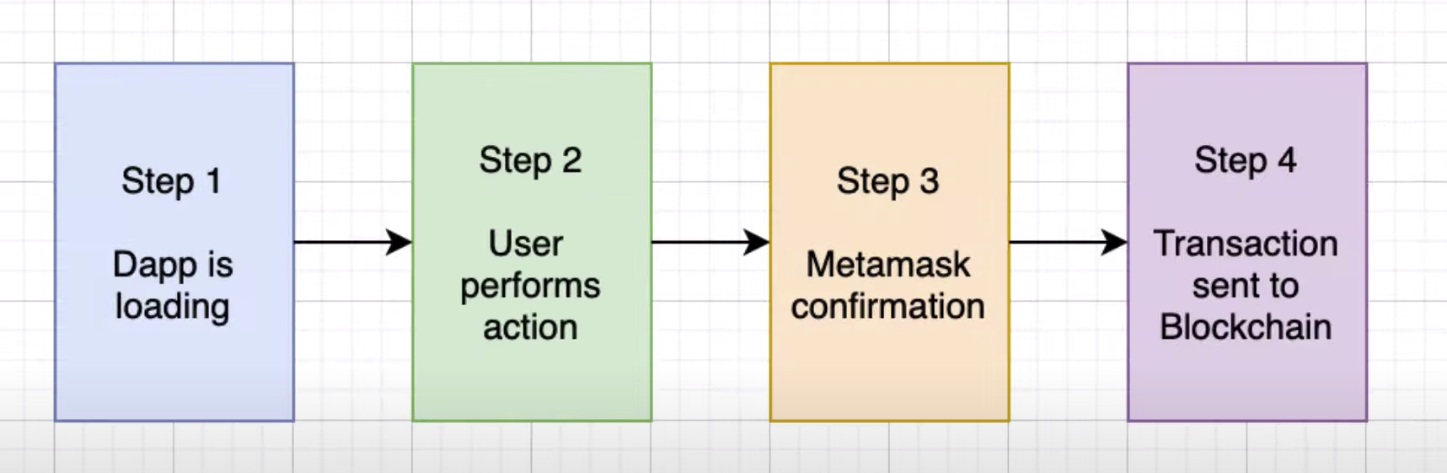 Step 1
Dapp is
loading
Step 2
User
performs
action
Step 3
Metamask
confirmation
Step 4
Transaction
sent to
Blockchain